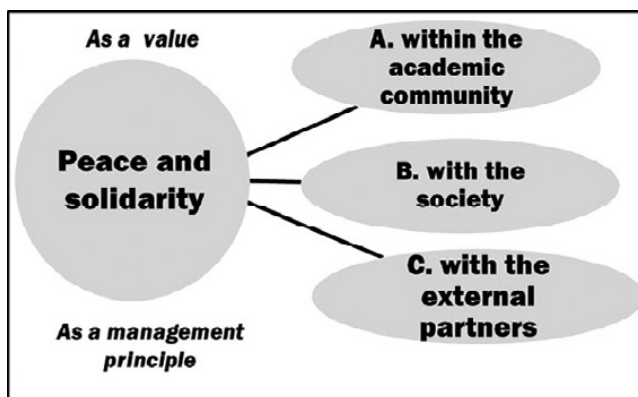 As a value
A. within the
academic
community
Peace and
solidarity
B. with the
society
C. with the
external
partners
As a management
principle